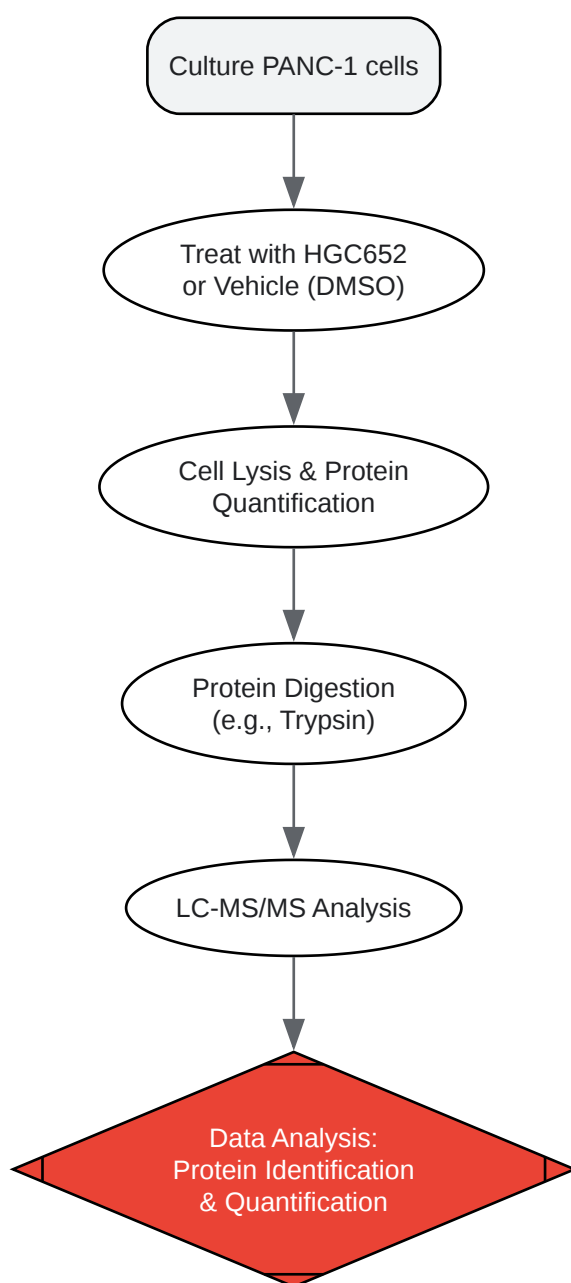 Culture PANC-1 cells
Treat with HGC652
or Vehicle (DMSO)
Cell Lysis & Protein
Quantification
Protein Digestion
(e.g., Trypsin)
LC-MS/MS Analysis
Data Analysis:
Protein Identification
& Quantification